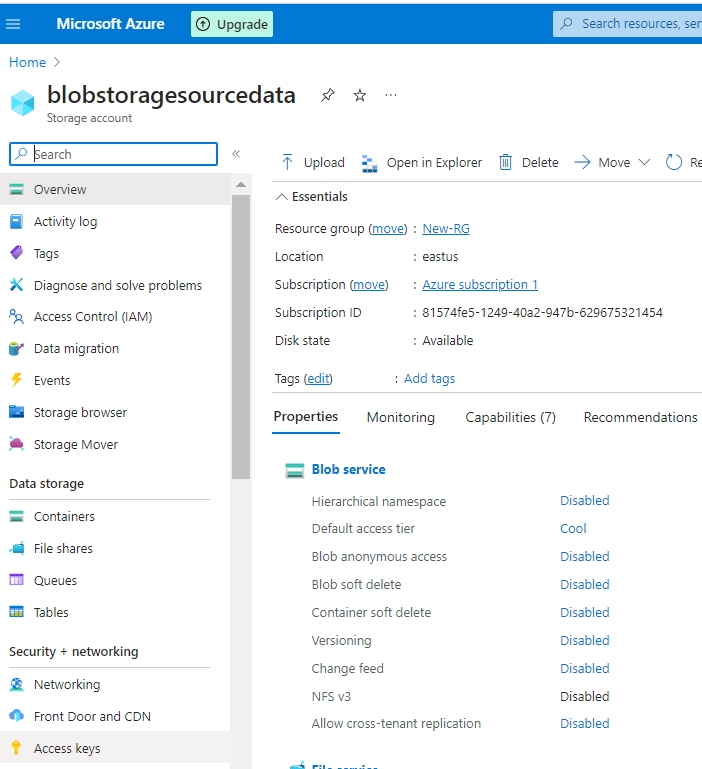 Microsoft Azure
Upgrade
Search resources, ser
Home
blobstoragesourcedata
Storage account
Search
Overview
Activity log
Tags
Diagnose and solve problems
Access Control (IAM)
Data migration
Events
Storage browser
Storage Mover
Data storage
Containers
File shares
Queues
Tables
Security + networking
Networking
Front Door and CDN
Access keys
Upload Open in Explorer Delete Move Re
Essentials
Resource group (move) : New-RG
Location : eastus
Subscription (move) : Azure subscription 1
Subscription ID : 81574fe5-1249-40a2-947b-629675321454
Disk state : Available
Tags (edit) : Add tags
Properties Monitoring Capabilities (7) Recommendations
Blob service
Hierarchical namespace Disabled
Default access tier Cool
Blob anonymous access Disabled
Blob soft delete Disabled
Container soft delete Disabled
Versioning Disabled
Change feed Disabled
NFS v3 Disabled
Allow cross-tenant replication Disabled
File service